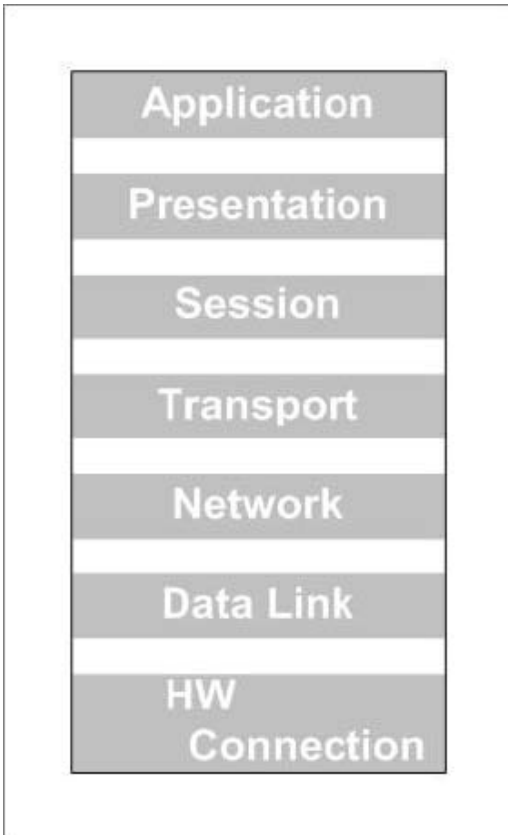 Application
Presentation
Session
Transport
Network
Data Link
HW
Connection